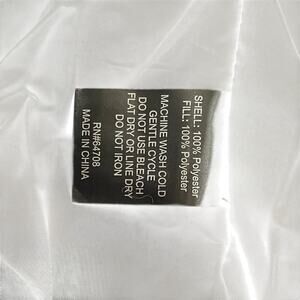 SHELL: 100% Polyester
FILL: 100% Polyester
MACHINE WASH COLD
GENTLE CYCLE
DO NOT USE BLEACH
FLAT DRY OR LINE DRY
DO NOT IRON
RN#64708
MADE IN CHINA